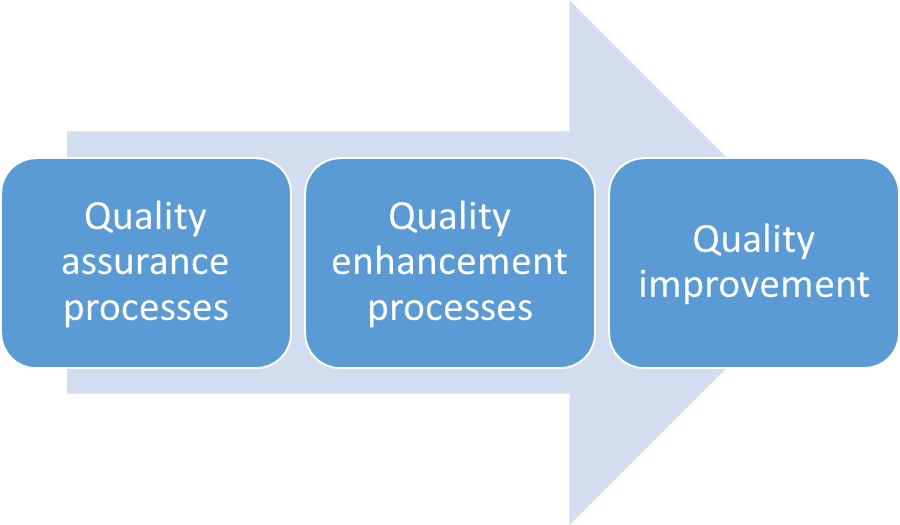 Quality
assurance
processes
Quality
enhancement
processes
Quality
improvement